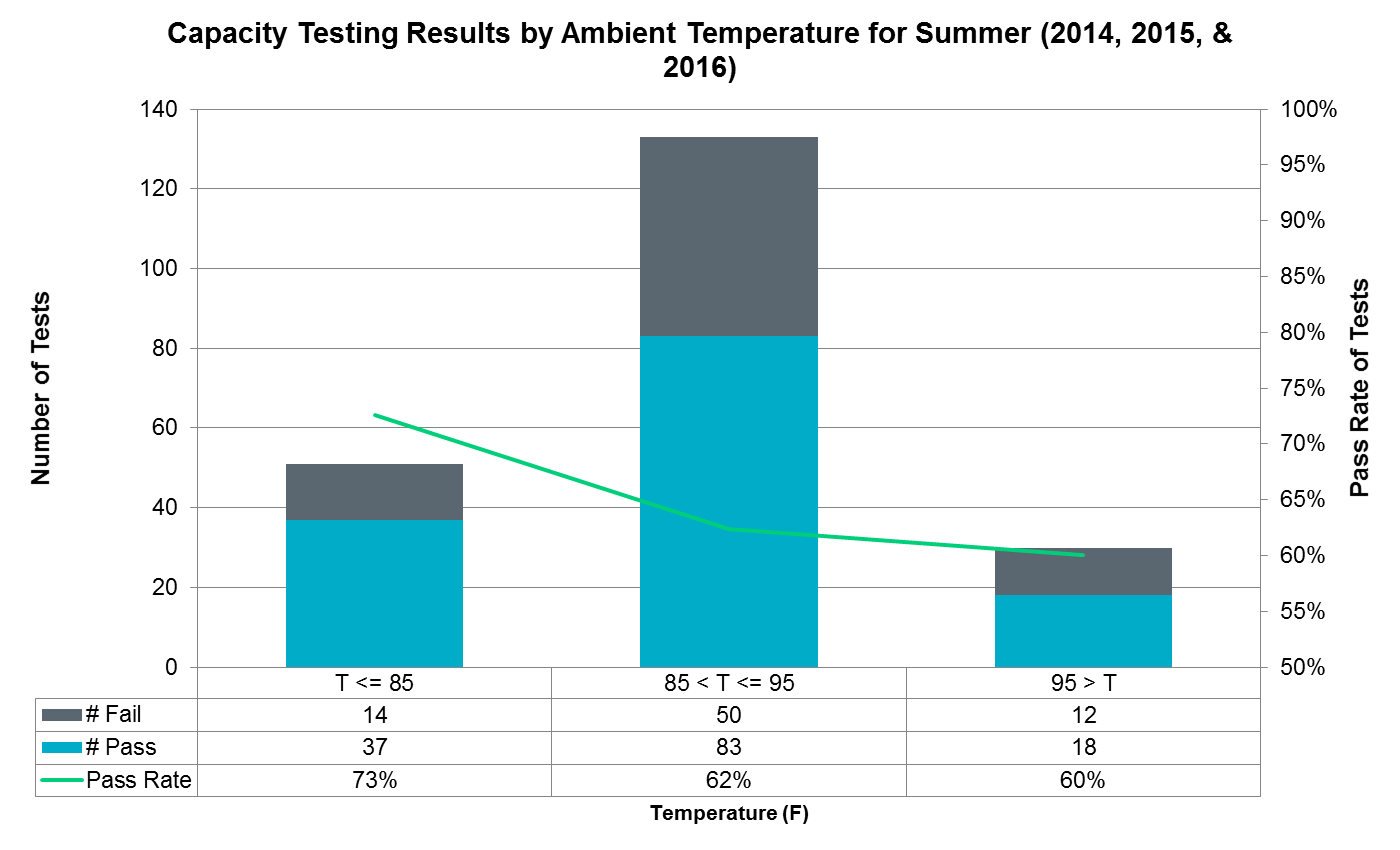 Capacity Testing Results by Ambient Temperature for Summer (2014, 2015, &
2016)
140
120
100
80
60
40
20
0
Number of Tests
100%
95%
90%
85%
80%
75%
70%
65%
60%
55%
50%
Pass Rate of Tests
T <= 85 85 < T <= 95 95 > T
# Fail 14 50 12
# Pass 37 83 18
Pass Rate 73% 62% 60%
Temperature (F)